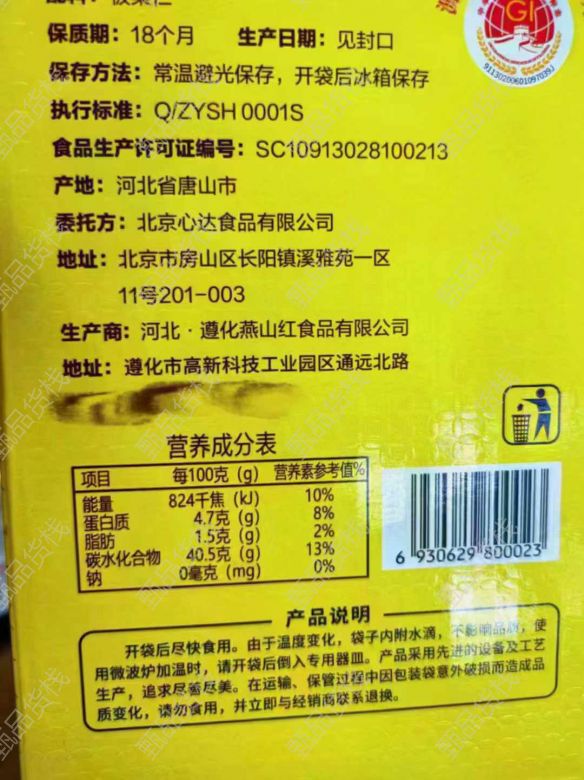 保质期：18个月 生产日期：见封口
保存方法：常温避光保存，开袋后冰箱保存
执行标准：Q/ZYSH 0001S
食品生产许可证编号：SC10913028100213
产地：河北省唐山市
委托方：北京心达食品有限公司
地址：北京市房山区长阳镇溪雅苑一区
11号201-003
生产商：河北·遵化燕山红食品有限公司
地址：遵化市高新科技工业园区通远北路
GI
91130200601097039J
营养成分表
项目 每100克（g） 营养素参考值%
能量 824千焦（kJ） 10%
蛋白质 4.7克（g） 8%
脂肪 1.5克（g） 2%
碳水化合物 40.5克（g） 13%
钠 0毫克（mg） 0%
6 930629 800023
产品说明
开袋后尽快食用。由于温度变化，袋子内附水滴，不影响品质，使
用微波炉加温时，请开袋后倒入专用器皿。产品采用先进的设备及工艺
生产，追求尽善尽美。在运输、保管过程中因包装袋意外破损而造成品
质变化，请勿食用，并立即与经销商联系退换。
甄品货栈